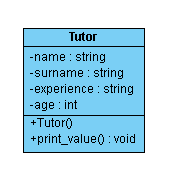 Tutor
-name : string
-surname : string
-experience : string
-age : int
+Tutor()
+print_value() : void